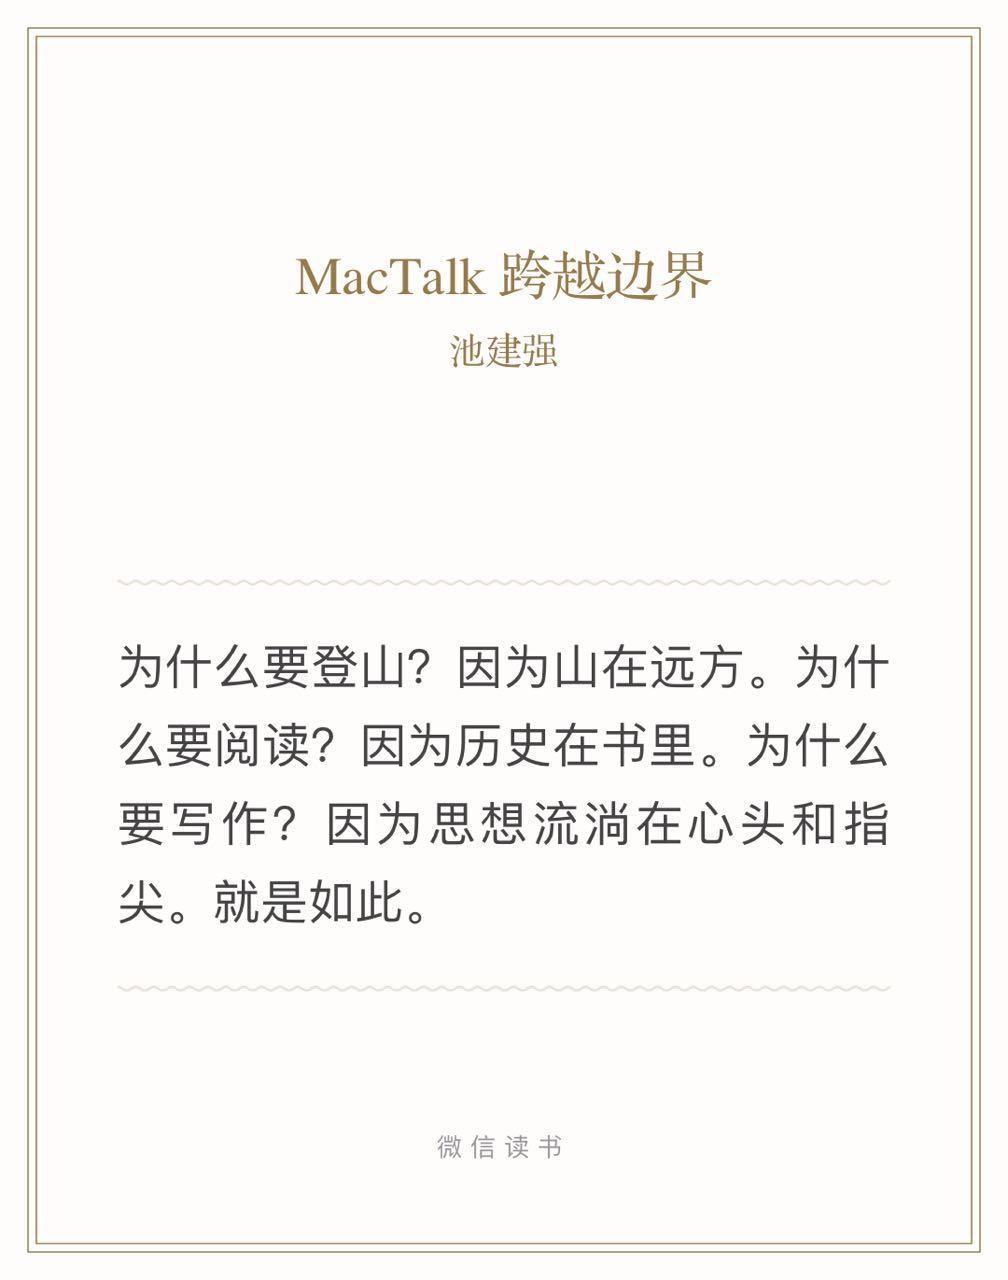 MacTalk 跨越边界
池建强
为什么要登山？因为山在远方。为什
么要阅读？因为历史在书里。为什么
要写作？因为思想流淌在心头和指
尖。就是如此。
微信读书